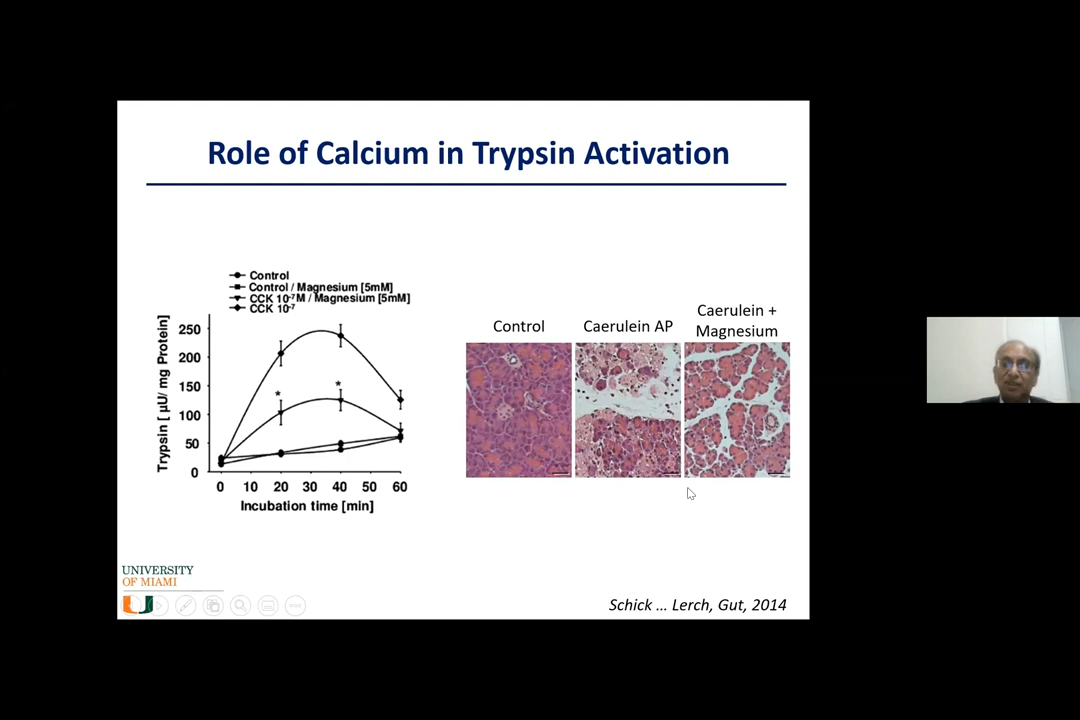 Role of Calcium in Trypsin Activation
Control
Control / Magnesium [5mM]
CCK 10⁻⁷M / Magnesium [5mM]
CCK 10⁻⁷
Trypsin [ µU/ mg Protein]
250
200
150
100
50
0
*
*
0 10 20 30 40 50 60
Incubation time [min]
Control
Caerulein AP
Caerulein +
Magnesium
UNIVERSITY
OF MIAMI
Schick ... Lerch, Gut, 2014